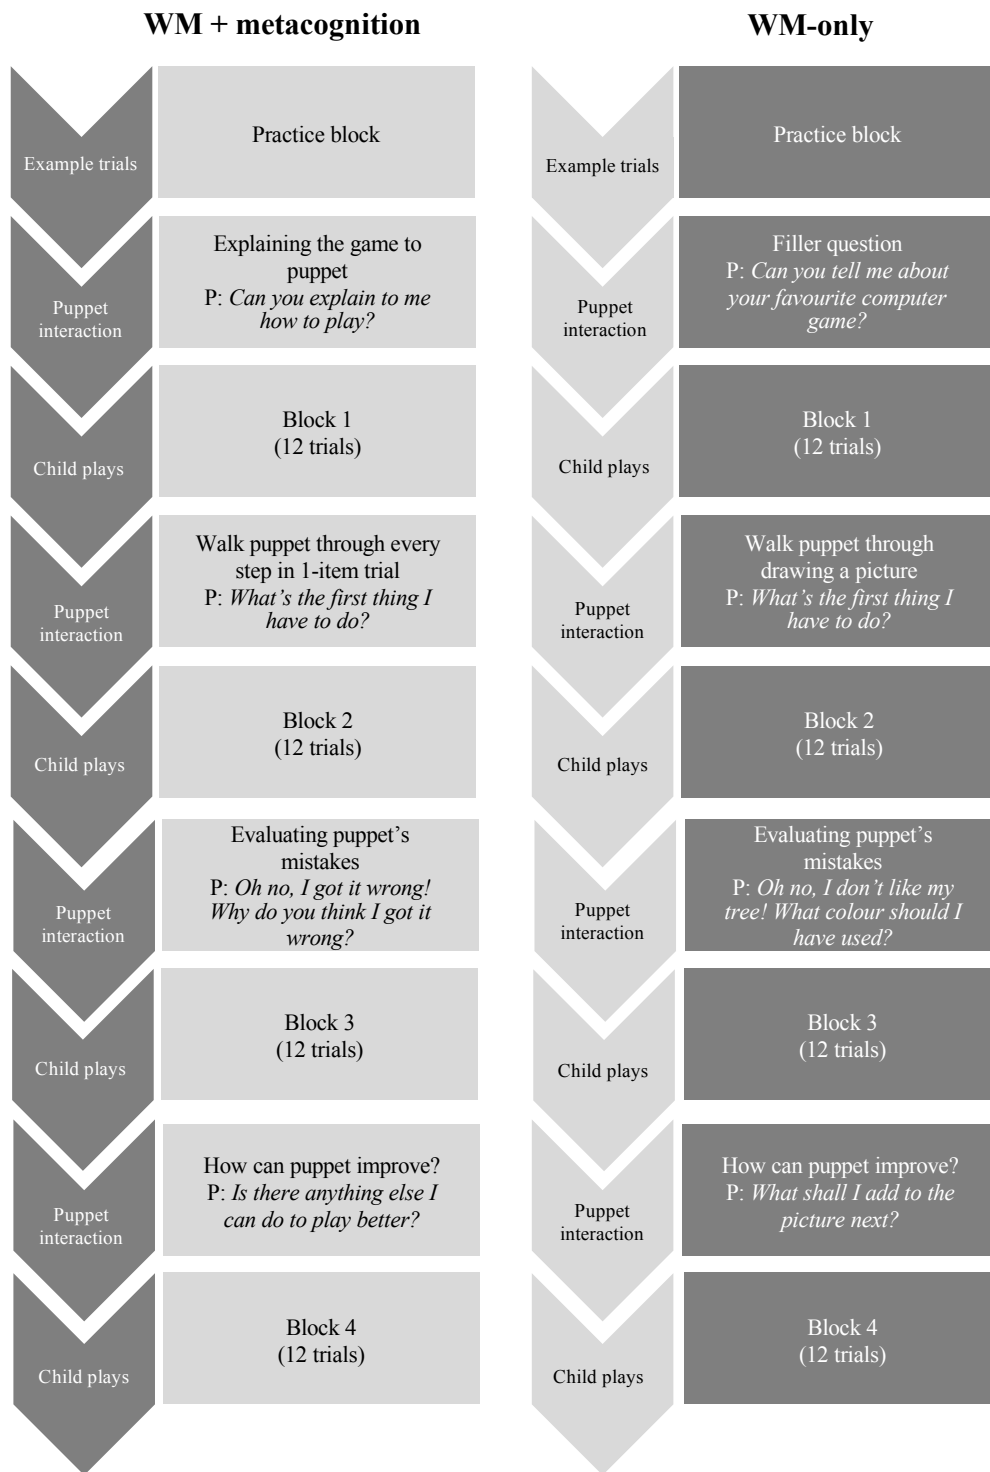 WM + metacognition
Example trials
Practice block
Puppet
interaction
Explaining the game to
puppet
P: Can you explain to me
how to play?
Child plays
Block 1
(12 trials)
Puppet
interaction
Walk puppet through every
step in 1-item trial
P: What’s the first thing I
have to do?
Child plays
Block 2
(12 trials)
Puppet
interaction
Evaluating puppet’s
mistakes
P: Oh no, I got it wrong!
Why do you think I got it
wrong?
Child plays
Block 3
(12 trials)
Puppet
interaction
How can puppet improve?
P: Is there anything else I
can do to play better?
Child plays
Block 4
(12 trials)
WM-only
Example trials
Practice block
Puppet
interaction
Filler question
P: Can you tell me about
your favourite computer
game?
Child plays
Block 1
(12 trials)
Puppet
interaction
Walk puppet through
drawing a picture
P: What’s the first thing I
have to do?
Child plays
Block 2
(12 trials)
Puppet
interaction
Evaluating puppet’s
mistakes
P: Oh no, I don’t like my
tree! What colour should I
have used?
Child plays
Block 3
(12 trials)
Puppet
interaction
How can puppet improve?
P: What shall I add to the
picture next?
Child plays
Block 4
(12 trials)